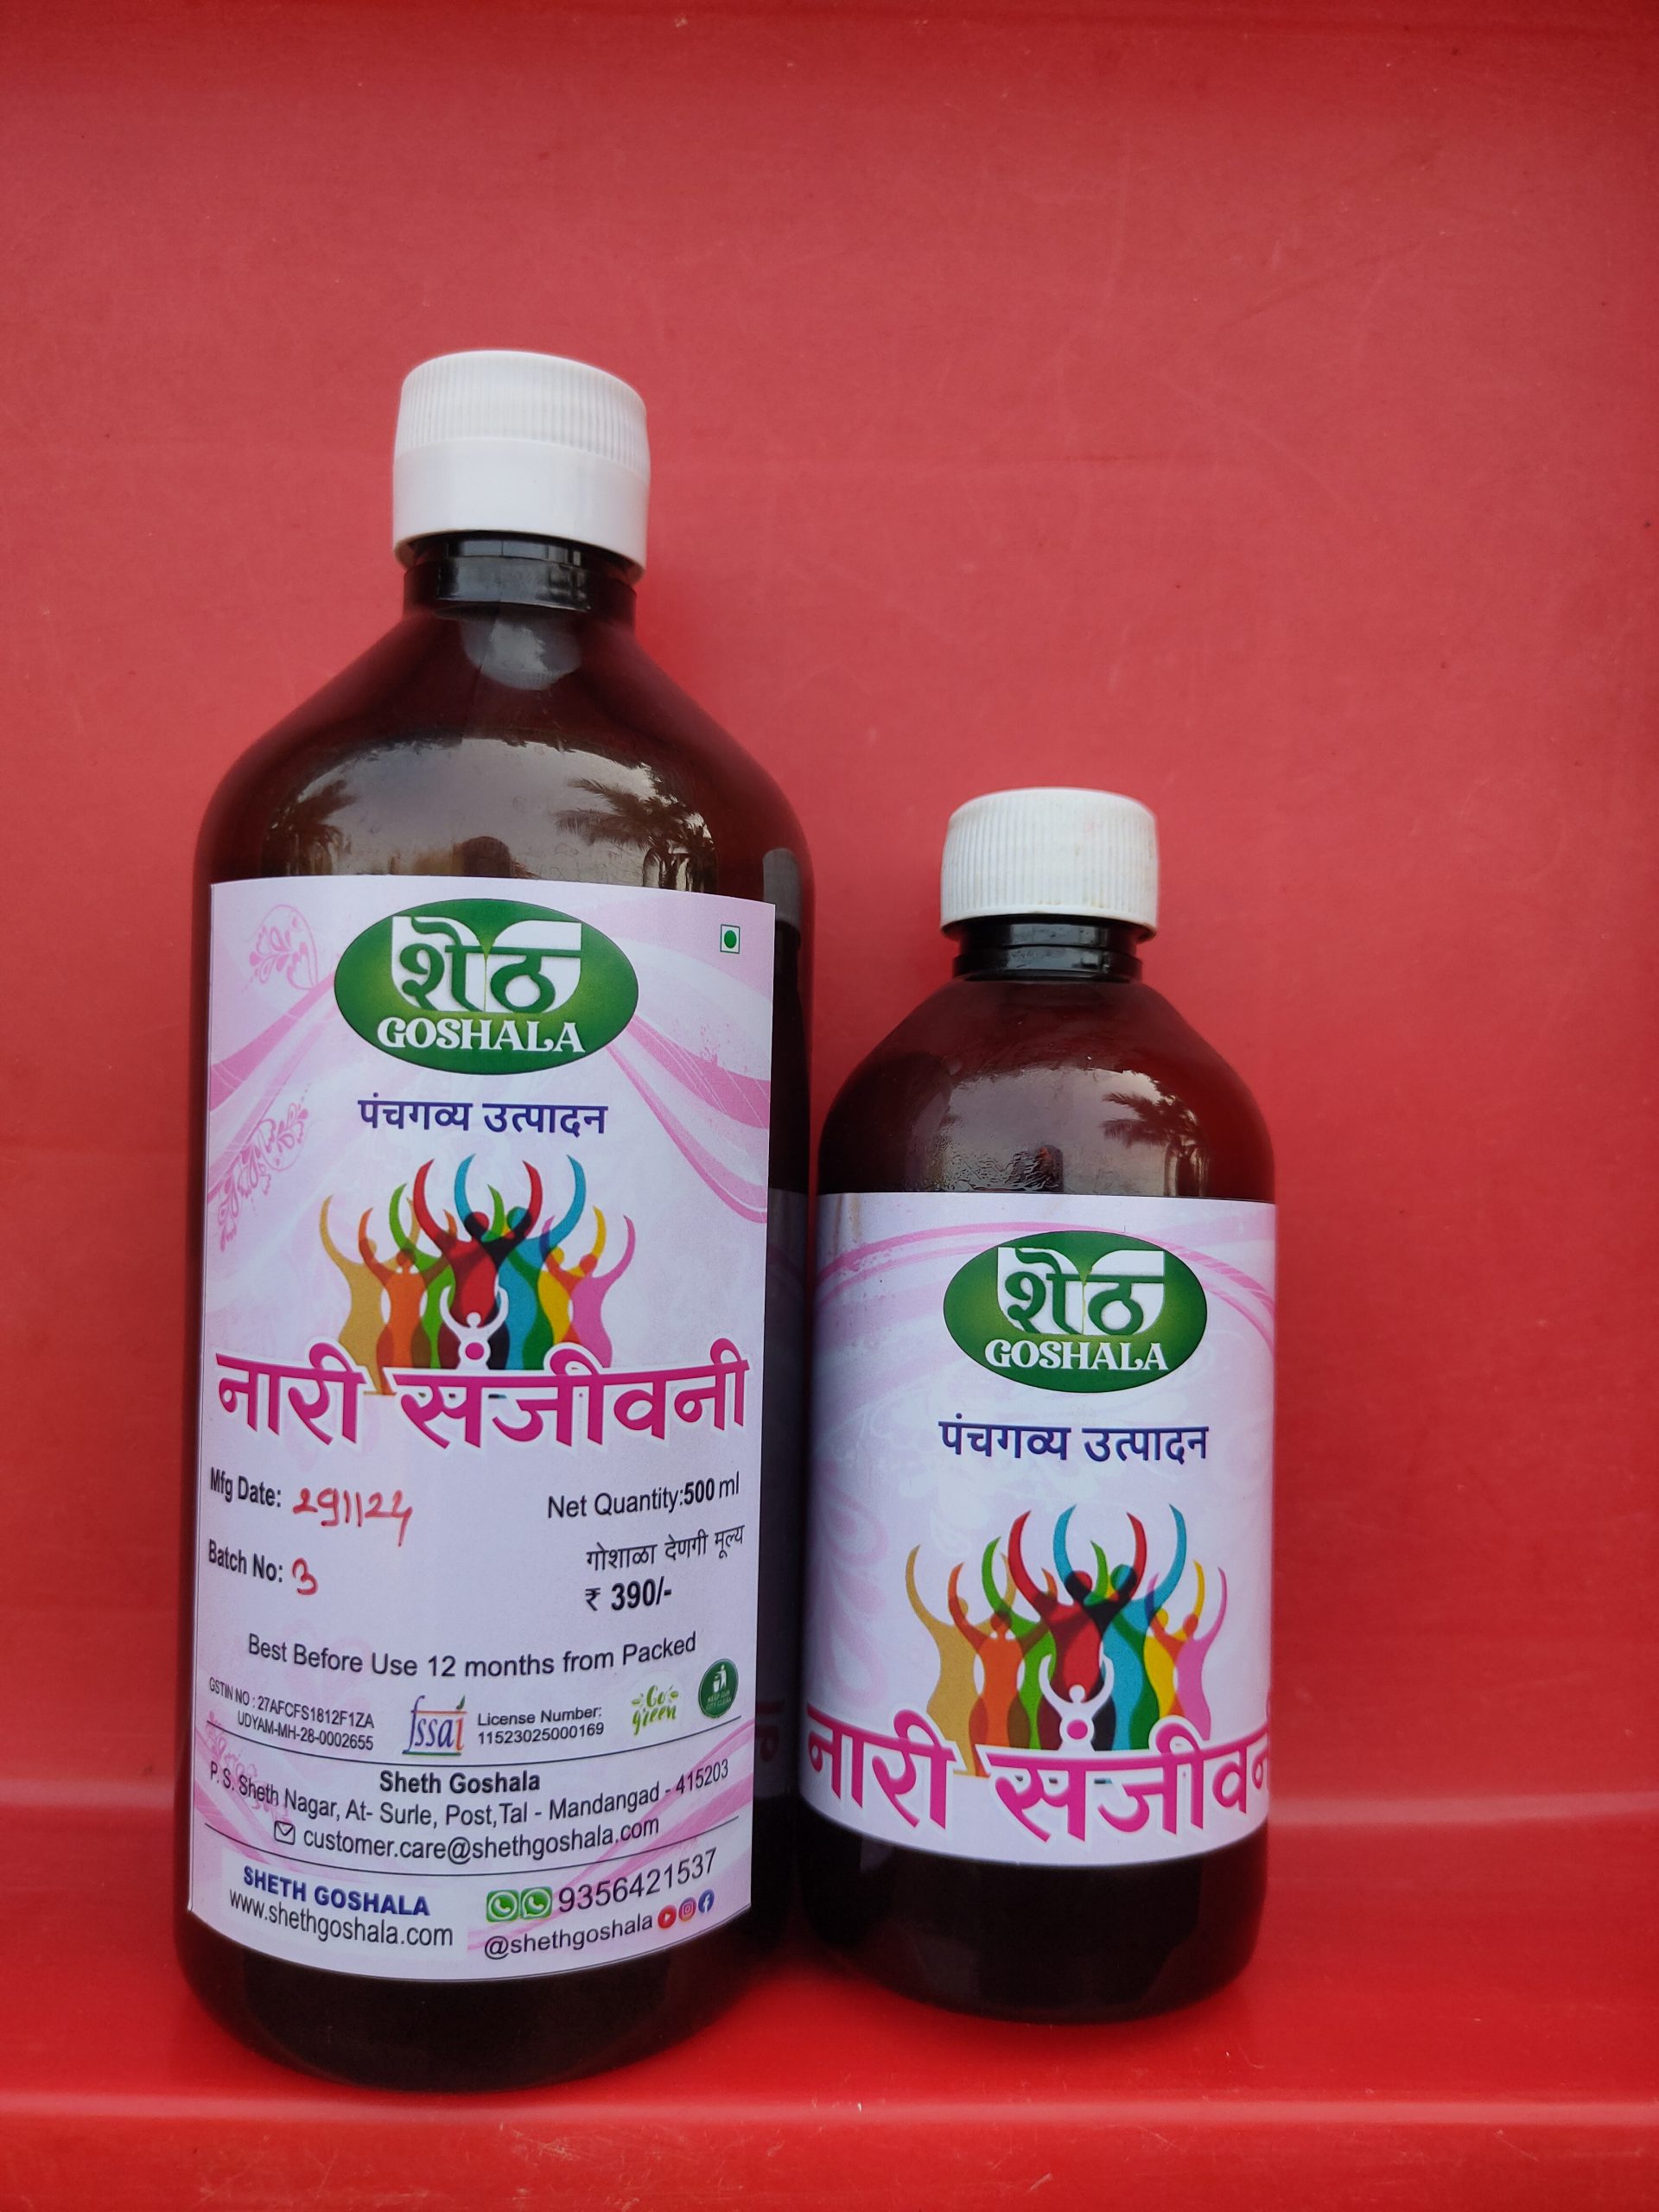 शेठ
GOSHALA
पंचगव्य उत्पादन
नारी संजीवनी
Mfg Date: 29/1/24
Net Quantity:500 ml
Batch No: 3
गोशाळा देणगी मूल्य
₹ 390/-
Best Before Use 12 months from Packed
GSTIN NO : 27AFCFS1812F1ZA
UDYAM-MH-28-0002655
fssai
License Number:
11523025000169
Go
green
Sheth Goshala
P. S. Sheth Nagar, At- Surle, Post,Tal - Mandangad - 415203
customer.care@shethgoshala.com
SHETH GOSHALA
www.shethgoshala.com
9356421537
@shethgoshala
शेठ
GOSHALA
पंचगव्य उत्पादन
नारी संजीवनी